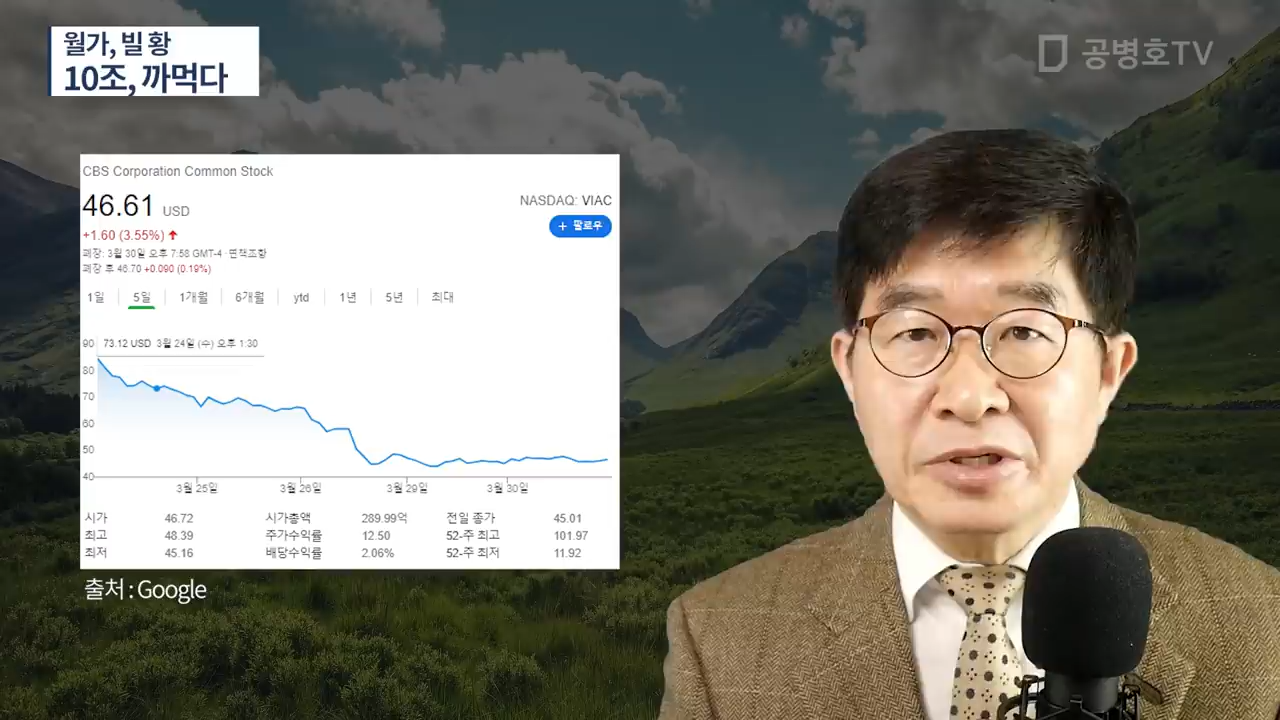 월가, 빌 황
10조, 까먹다
공병호TV
CBS Corporation Common Stock
46.61 USD
NASDAQ: VIAC
+ 팔로우
+1.60 (3.55%)
폐장: 3월 30일 오후 7:58 GMT-4 · 면책조항
폐장 후 46.70 +0.090 (0.19%)
1일 5일 1개월 6개월 ytd 1년 5년 최대
73.12 USD 3월 24일 (수) 오후 1:30
90
80
70
60
50
40
3월 25일 3월 26일 3월 29일 3월 30일
시가 46.72 시가총액 289.99억 전일 종가 45.01
최고 48.39 주가수익률 12.50 52-주 최고 101.97
최저 45.16 배당수익률 2.06% 52-주 최저 11.92
출처 : Google